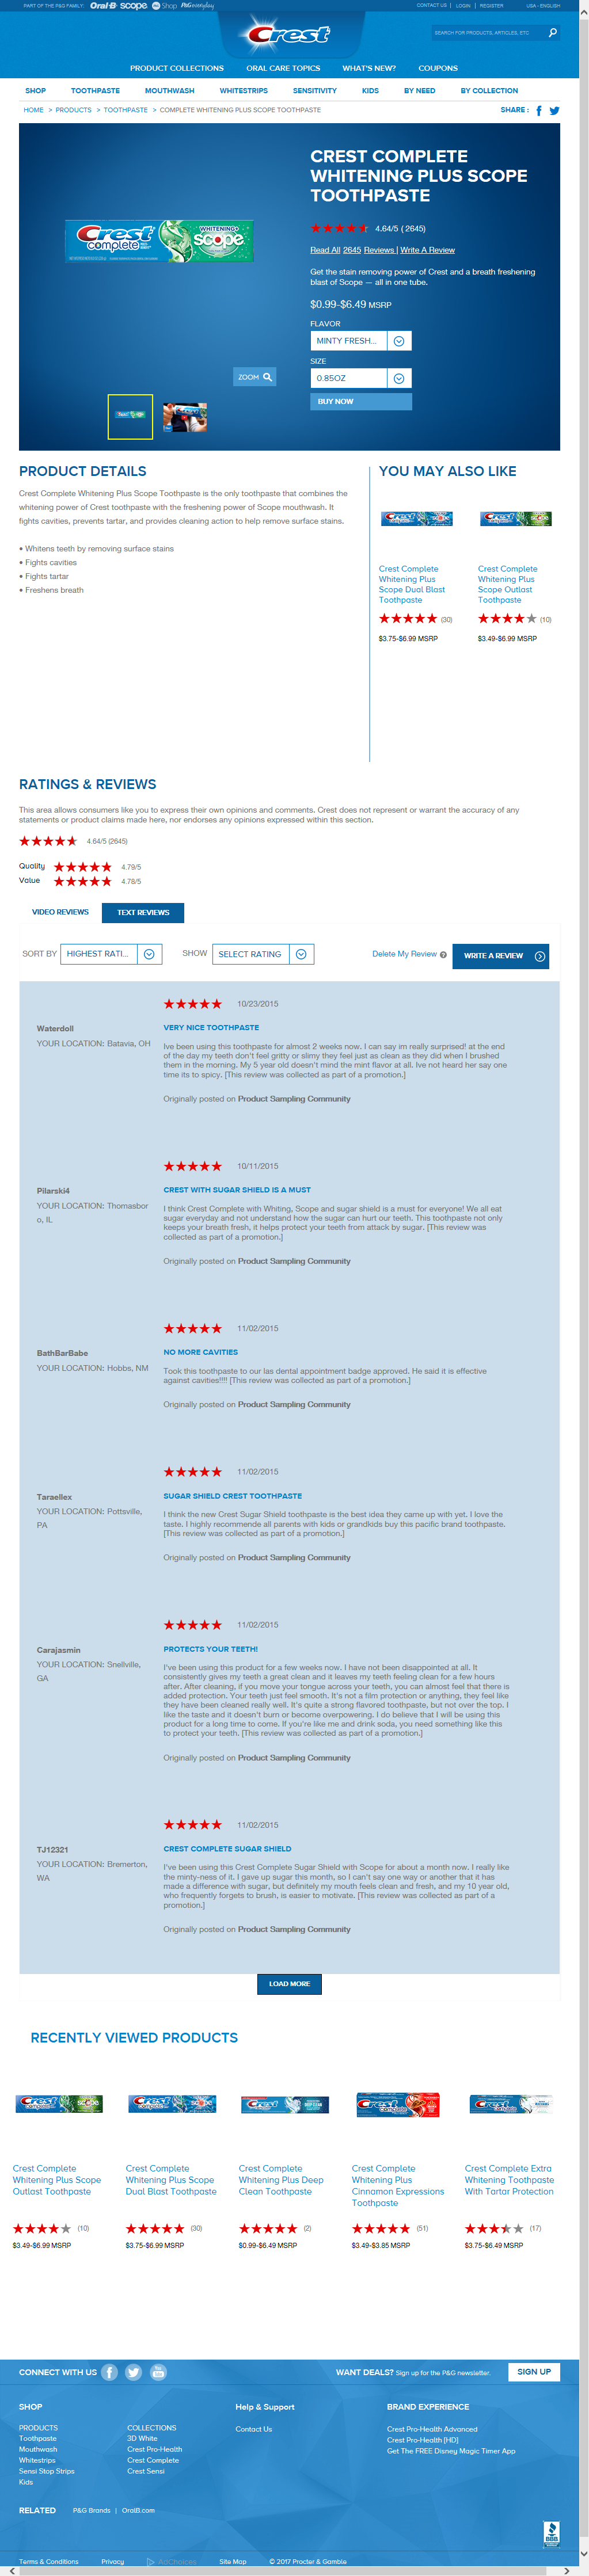 PART OF THE P&G FAMILY: Oral-B scope Shop P&Geveryday
CONTACT US | LOGIN | REGISTER USA - ENGLISH
Crest
SEARCH FOR PRODUCTS, ARTICLES, ETC
PRODUCT COLLECTIONS ORAL CARE TOPICS WHAT'S NEW? COUPONS
SHOP TOOTHPASTE MOUTHWASH WHITESTRIPS SENSITIVITY KIDS BY NEED BY COLLECTION
HOME > PRODUCTS > TOOTHPASTE > COMPLETE WHITENING PLUS SCOPE TOOTHPASTE
SHARE :
CREST COMPLETE
WHITENING PLUS SCOPE
TOOTHPASTE
Crest complete WHITENING+ scope
4.64/5 ( 2645)
Read All 2645 Reviews | Write A Review
Get the stain removing power of Crest and a breath freshening
blast of Scope — all in one tube.
$0.99-$6.49 MSRP
FLAVOR
MINTY FRESH...
SIZE
0.85OZ
BUY NOW
ZOOM
PRODUCT DETAILS
Crest Complete Whitening Plus Scope Toothpaste is the only toothpaste that combines the
whitening power of Crest toothpaste with the freshening power of Scope mouthwash. It
fights cavities, prevents tartar, and provides cleaning action to help remove surface stains.
• Whitens teeth by removing surface stains
• Fights cavities
• Fights tartar
• Freshens breath
YOU MAY ALSO LIKE
Crest Complete
Whitening Plus
Scope Dual Blast
Toothpaste
(30)
$3.75-$6.99 MSRP
Crest Complete
Whitening Plus
Scope Outlast
Toothpaste
(10)
$3.49-$6.99 MSRP
RATINGS & REVIEWS
This area allows consumers like you to express their own opinions and comments. Crest does not represent or warrant the accuracy of any
statements or product claims made here, nor endorses any opinions expressed within this section.
4.64/5 (2645)
Quality 4.79/5
Value 4.78/5
VIDEO REVIEWS TEXT REVIEWS
SORT BY HIGHEST RATI... SHOW SELECT RATING Delete My Review ? WRITE A REVIEW
10/23/2015
Waterdoll
YOUR LOCATION: Batavia, OH
VERY NICE TOOTHPASTE
Ive been using this toothpaste for almost 2 weeks now. I can say im really surprised! at the end
of the day my teeth don't feel gritty or slimy they feel just as clean as they did when I brushed
them in the morning. My 5 year old doesn't mind the mint flavor at all. Ive not heard her say one
time its to spicy. [This review was collected as part of a promotion.]
Originally posted on Product Sampling Community
10/11/2015
Pilarski4
YOUR LOCATION: Thomasbor
o, IL
CREST WITH SUGAR SHIELD IS A MUST
I think Crest Complete with Whiting, Scope and sugar shield is a must for everyone! We all eat
sugar everyday and not understand how the sugar can hurt our teeth. This toothpaste not only
keeps your breath fresh, it helps protect your teeth from attack by sugar. [This review was
collected as part of a promotion.]
Originally posted on Product Sampling Community
11/02/2015
BathBarBabe
YOUR LOCATION: Hobbs, NM
NO MORE CAVITIES
Took this toothpaste to our las dental appointment badge approved. He said it is effective
against cavities!!!! [This review was collected as part of a promotion.]
Originally posted on Product Sampling Community
11/02/2015
Taraellex
YOUR LOCATION: Pottsville,
PA
SUGAR SHIELD CREST TOOTHPASTE
I think the new Crest Sugar Shield toothpaste is the best idea they came up with yet. I love the
taste. I highly recommende all parents with kids or grandkids buy this pacific brand toothpaste.
[This review was collected as part of a promotion.]
Originally posted on Product Sampling Community
11/02/2015
Carajasmin
YOUR LOCATION: Snellville,
GA
PROTECTS YOUR TEETH!
I've been using this product for a few weeks now. I have not been disappointed at all. It
consistently gives my teeth a great clean and it leaves my teeth feeling clean for a few hours
after. After cleaning, if you move your tongue across your teeth, you can almost feel that there is
added protection. Your teeth just feel smooth. It's not a film protection or anything, they feel like
they have been cleaned really well. It's quite a strong flavored toothpaste, but not over the top. I
like the taste and it doesn't burn or become overpowering. I do believe that I will be using this
product for a long time to come. If you're like me and drink soda, you need something like this
to protect your teeth. [This review was collected as part of a promotion.]
Originally posted on Product Sampling Community
11/02/2015
TJ12321
YOUR LOCATION: Bremerton,
WA
CREST COMPLETE SUGAR SHIELD
I've been using this Crest Complete Sugar Shield with Scope for about a month now. I really like
the minty-ness of it. I gave up sugar this month, so I can't say one way or another that it has
made a difference with sugar, but definitely my mouth feels clean and fresh, and my 10 year old,
who frequently forgets to brush, is easier to motivate. [This review was collected as part of a
promotion.]
Originally posted on Product Sampling Community
LOAD MORE
RECENTLY VIEWED PRODUCTS
Crest Complete
Whitening Plus Scope
Outlast Toothpaste
(10)
$3.49-$6.99 MSRP
Crest Complete
Whitening Plus Scope
Dual Blast Toothpaste
(30)
$3.75-$6.99 MSRP
Crest Complete
Whitening Plus Deep
Clean Toothpaste
(2)
$0.99-$6.49 MSRP
Crest Complete
Whitening Plus
Cinnamon Expressions
Toothpaste
(51)
$3.49-$3.85 MSRP
Crest Complete Extra
Whitening Toothpaste
With Tartar Protection
(17)
$3.75-$6.49 MSRP
CONNECT WITH US
WANT DEALS? Sign up for the P&G newsletter. SIGN UP
SHOP
PRODUCTS
Toothpaste
Mouthwash
Whitestrips
Sensi Stop Strips
Kids
COLLECTIONS
3D White
Crest Pro-Health
Crest Complete
Crest Sensi
Help & Support
Contact Us
BRAND EXPERIENCE
Crest Pro-Health Advanced
Crest Pro-Health [HD]
Get The FREE Disney Magic Timer App
RELATED P&G Brands | OralB.com
BBB
Terms & Conditions Privacy AdChoices Site Map © 2017 Procter & Gamble